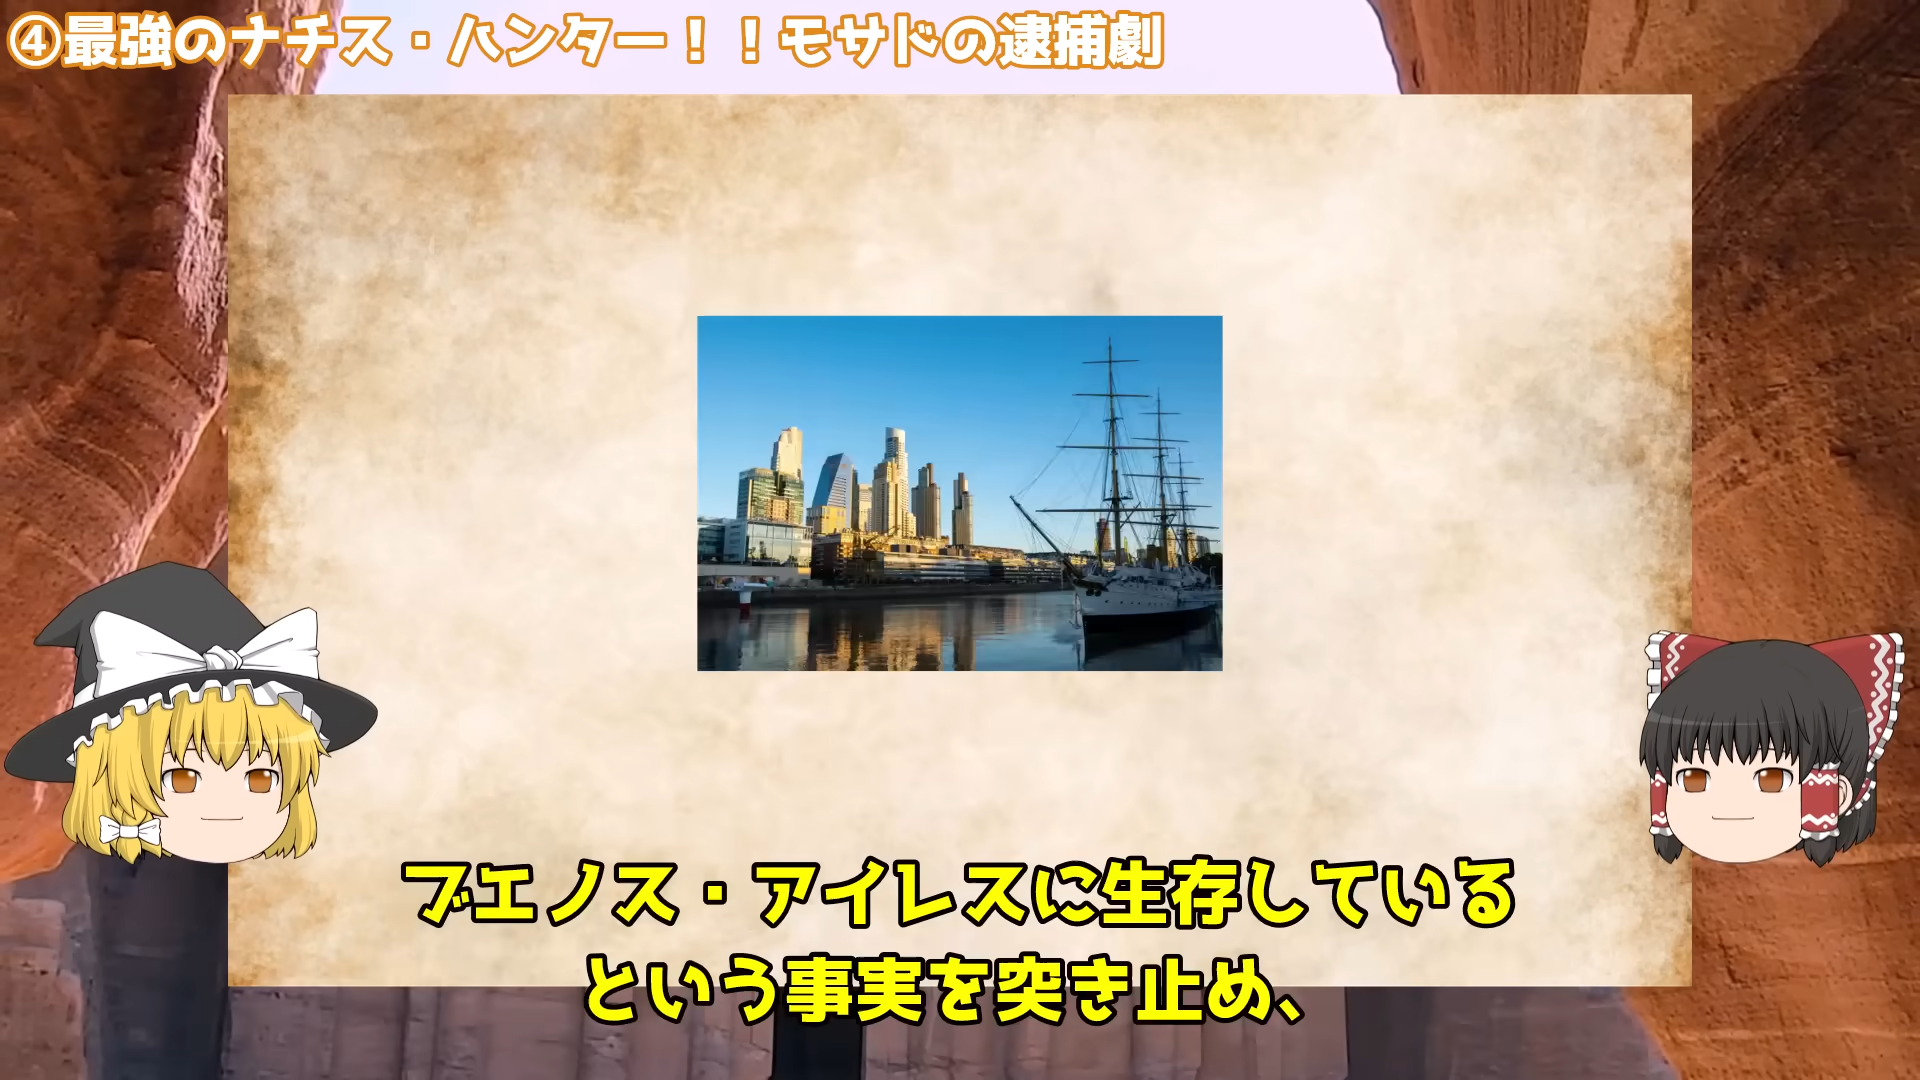 ④最強のナチス・ハンター！！モサドの逮捕劇
ブエノス・アイレスに生存している
という事実を突き止め、